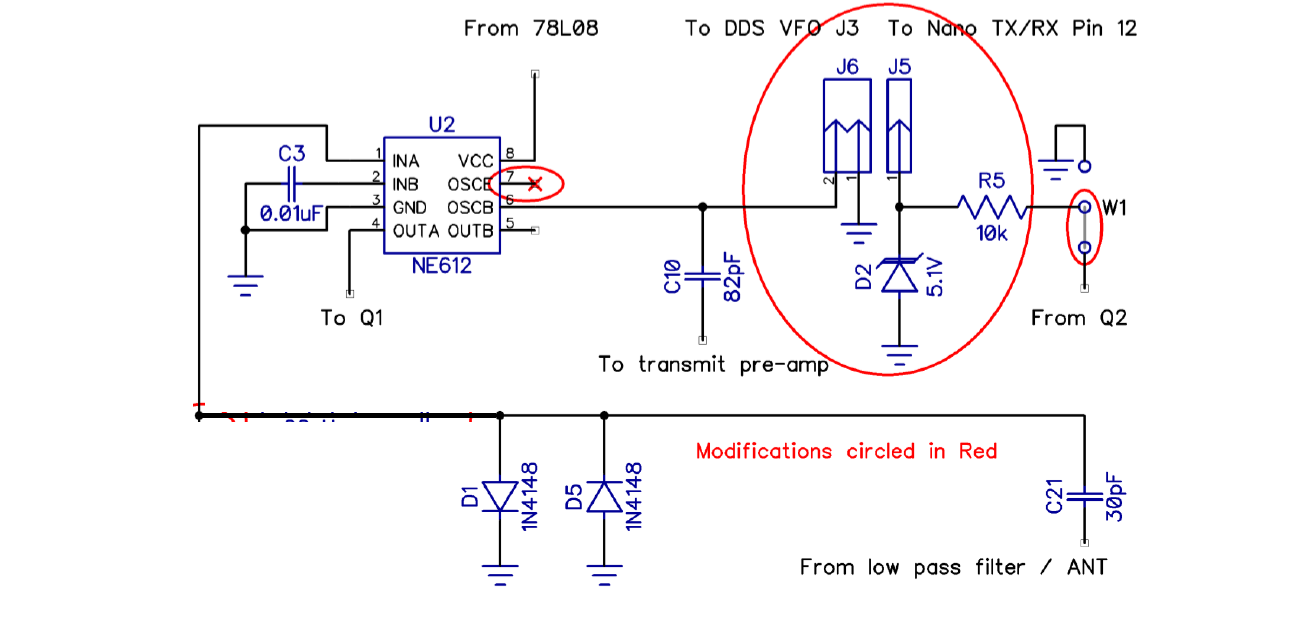 From 78L08
To DDS VFO J3 To Nano TX/RX Pin 12
J6 J5
U2
C3
1 INA VCC 8
2 INB OSCE 7
3 GND OSCB 6
4 OUTA OUTB 5
0.01uF
NE612
2 1 1
R5
10k
W1
C10
82pF
D2
5.1V
To Q1
From Q2
To transmit pre-amp
Modifications circled in Red
D1
1N4148
D5
1N4148
C21
30pF
From low pass filter / ANT